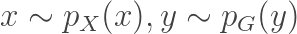 x ∼ p_X(x), y ∼ p_G(y)